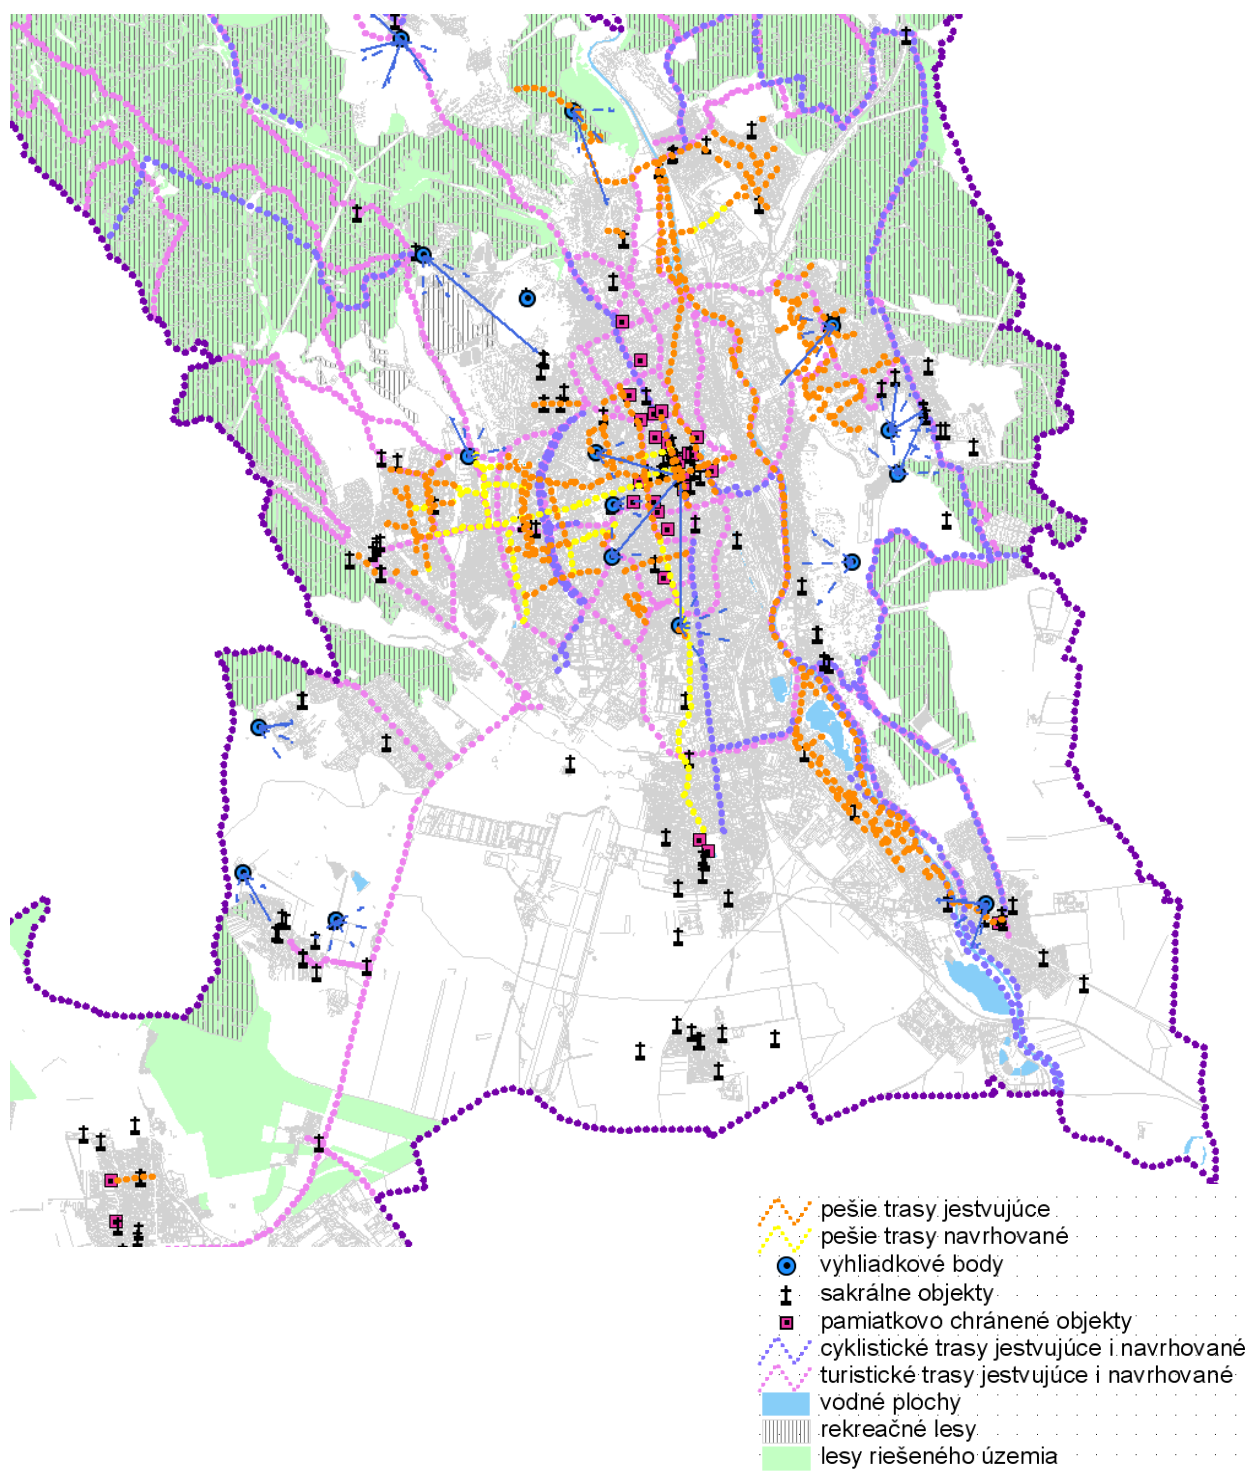 pešie trasy jestvujúce
pešie trasy navrhované
vyhliadkové body
sakrálne objekty
pamiatkovo chránené objekty
cyklistické trasy jestvujúce i navrhované
turistické trasy jestvujúce i navrhované
vodné plochy
rekreačné lesy
lesy riešeného územia